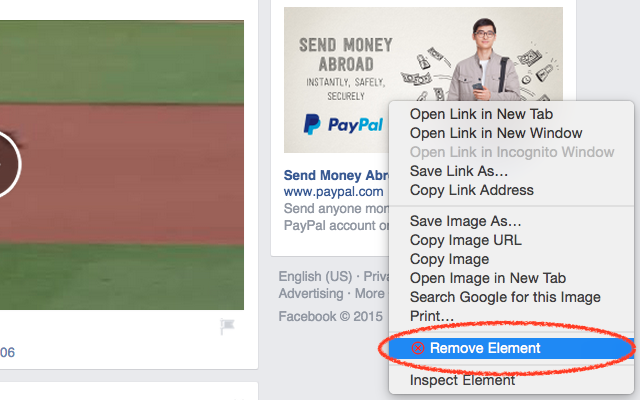 SEND MONEY
ABROAD
INSTANTLY, SAFELY,
SECURELY
PayPal
Send Money Abr
www.paypal.com
Send anyone mon
PayPal account o
English (US) · Priva
Advertising · More
Facebook © 2015
06
Open Link in New Tab
Open Link in New Window
Open Link in Incognito Window
Save Link As…
Copy Link Address
Save Image As…
Copy Image URL
Copy Image
Open Image in New Tab
Search Google for this Image
Print…
Remove Element
Inspect Element